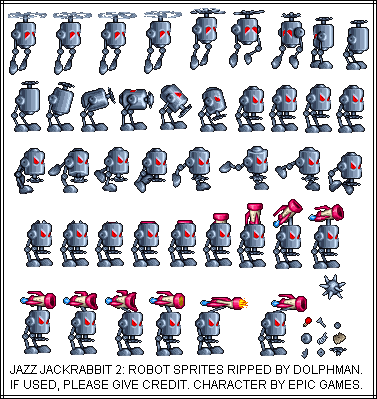 JAZZ JACKRABBIT 2: ROBOT SPRITES RIPPED BY DOLPHMAN.
IF USED, PLEASE GIVE CREDIT. CHARACTER BY EPIC GAMES.